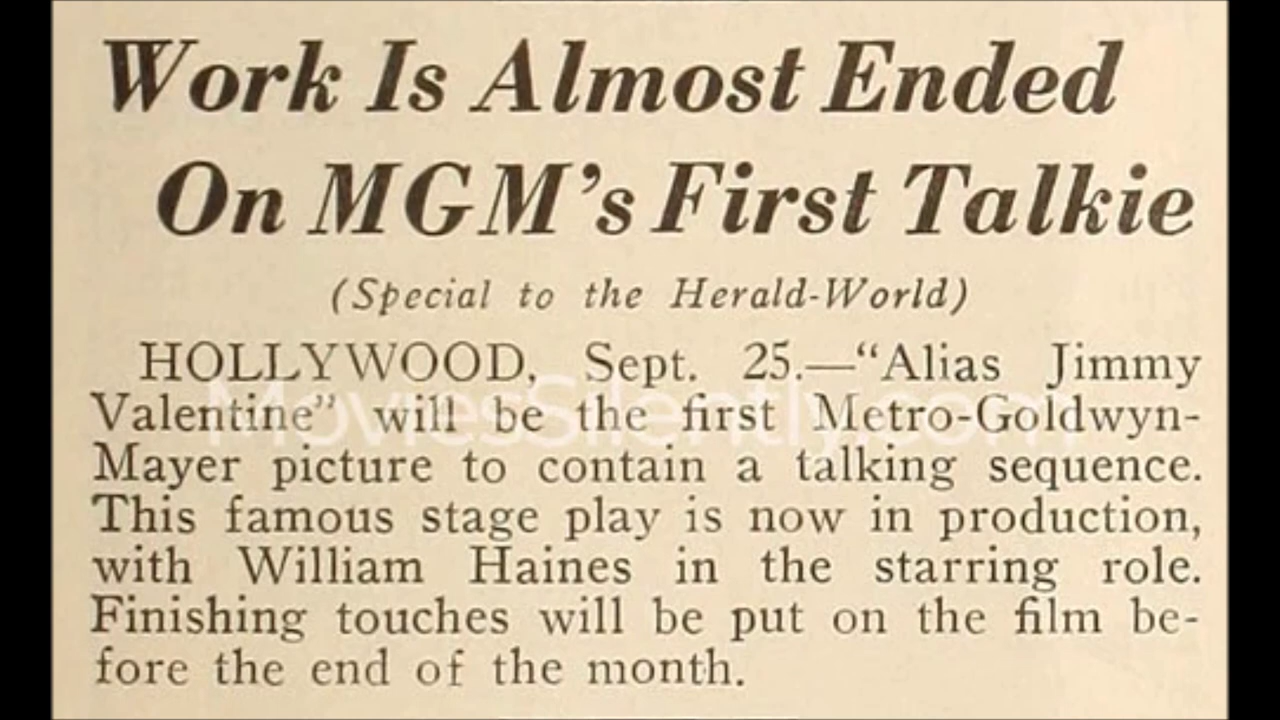 Work Is Almost Ended
On MGM's First Talkie
(Special to the Herald-World)
HOLLYWOOD, Sept. 25.—"Alias Jimmy
Valentine" will be the first Metro-Goldwyn-
Mayer picture to contain a talking sequence.
This famous stage play is now in production,
with William Haines in the starring role.
Finishing touches will be put on the film be-
fore the end of the month.
MoviesSilently.com